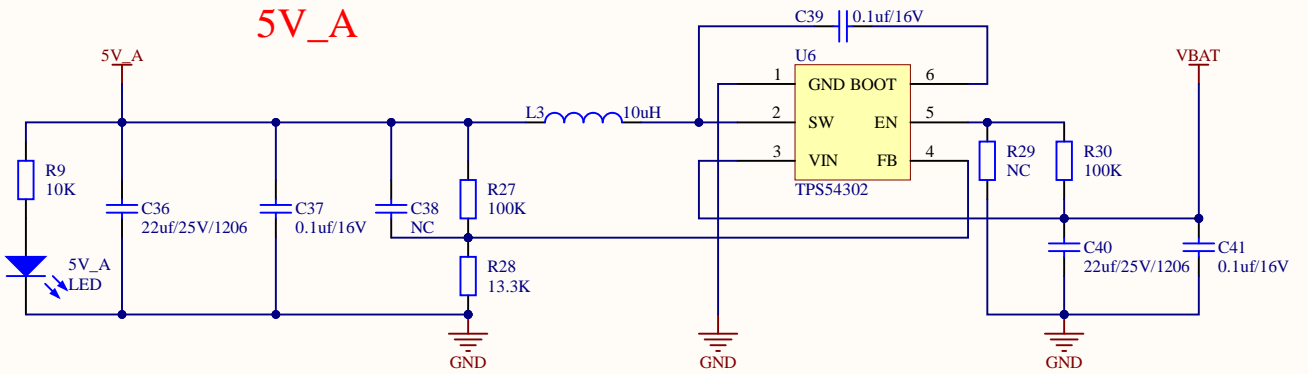 5V_A
5V_A
C39
0.1uf/16V
U6
VBAT
1
GND BOOT
6
L3
10uH
2
SW
EN
5
3
VIN
FB
4
TPS54302
R9
10K
C36
22uf/25V/1206
C37
0.1uf/16V
C38
NC
R27
100K
R28
13.3K
R29
NC
R30
100K
C40
22uf/25V/1206
C41
0.1uf/16V
5V_A
LED
GND
GND
GND